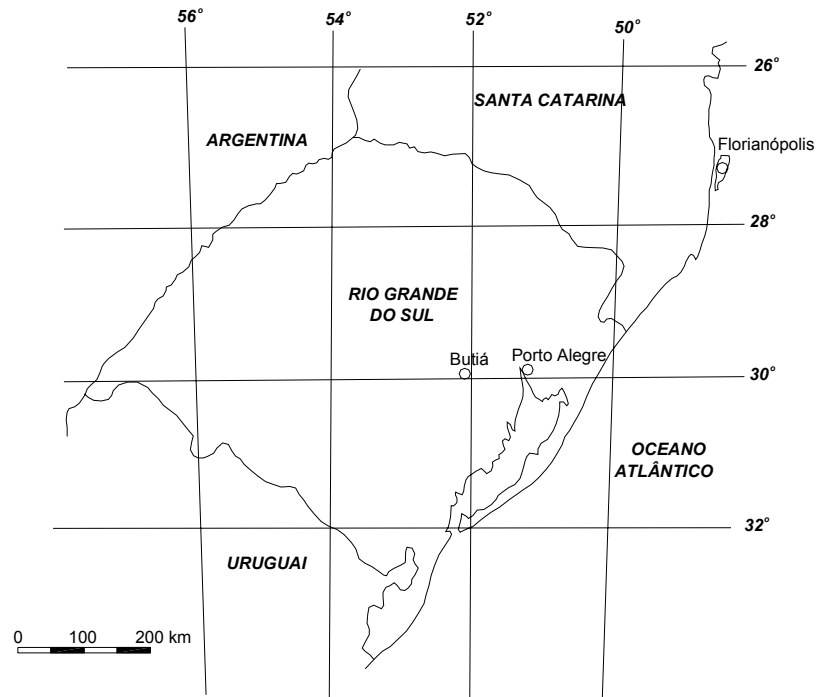 56°
54°
52°
50°
26°
SANTA CATARINA
ARGENTINA
Florianópolis
28°
RIO GRANDE
DO SUL
Butiá
Porto Alegre
30°
OCEANO
ATLÂNTICO
32°
URUGUAI
0 100 200 km